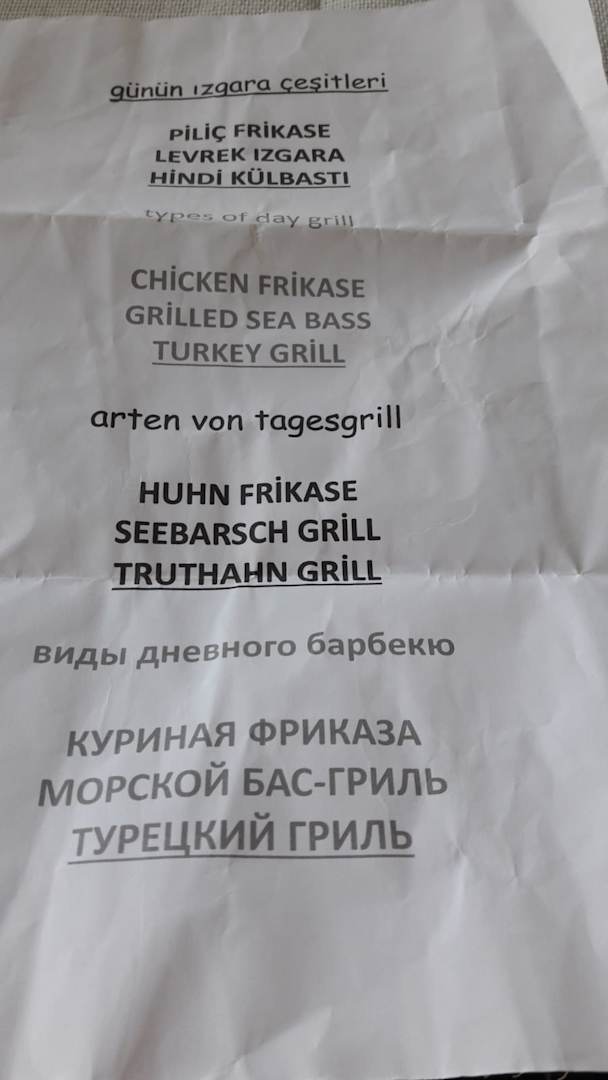 günün ızgara çeşitleri
PİLİÇ FRİKASE
LEVREK IZGARA
HİNDİ KÜLBASTI
types of day grill
CHİCKEN FRİKASE
GRİLLED SEA BASS
TURKEY GRİLL
arten von tagesgrill
HUHN FRİKASE
SEEBARSCH GRİLL
TRUTHAHN GRİLL
виды дневного барбекю
КУРИНАЯ ФРИКАЗА
МОРСКОЙ БАС-ГРИЛЬ
ТУРЕЦКИЙ ГРИЛЬ